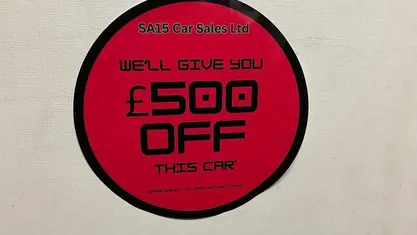 SA15 Car Sales Ltd
WE'LL GIVE YOU
£500
OFF
THIS CAR*